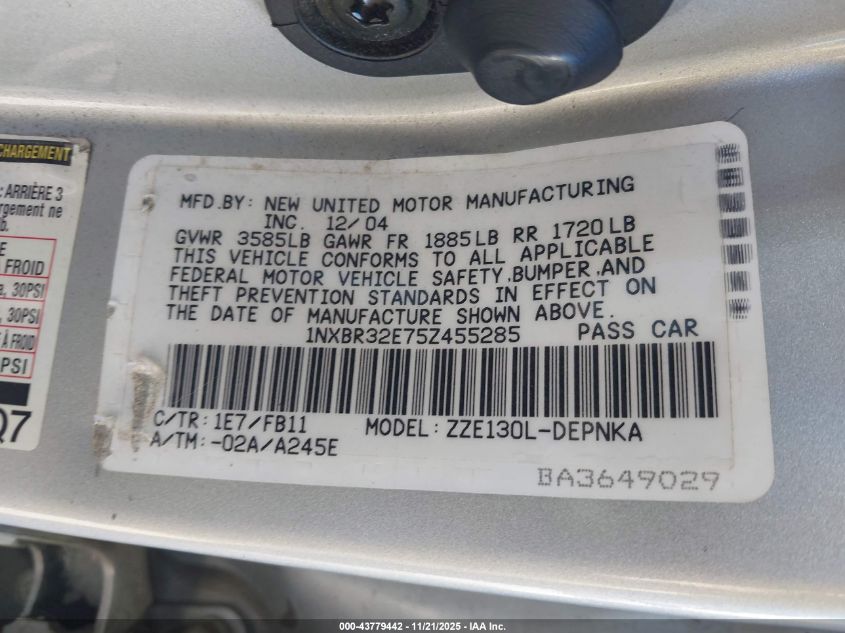 CHARGEMENT
: ARRIÈRE 3
rgement ne
b.
E
A FROID
a, 30PSI
, 30PSI
À FROID
PSI
Q7
MFD.BY: NEW UNITED MOTOR MANUFACTURING
INC. 12/04
GVWR 3585LB GAWR FR 1885LB RR 1720LB
THIS VEHICLE CONFORMS TO ALL APPLICABLE
FEDERAL MOTOR VEHICLE SAFETY,BUMPER,AND
THEFT PREVENTION STANDARDS IN EFFECT ON
THE DATE OF MANUFACTURE SHOWN ABOVE.
1NXBR32E75Z455285 PASS CAR
C/TR: 1E7/FB11 MODEL: ZZE130L-DEPNKA
A/TM: -02A/A245E
BA3649029
000-43779442 - 11/21/2025 - IAA Inc.